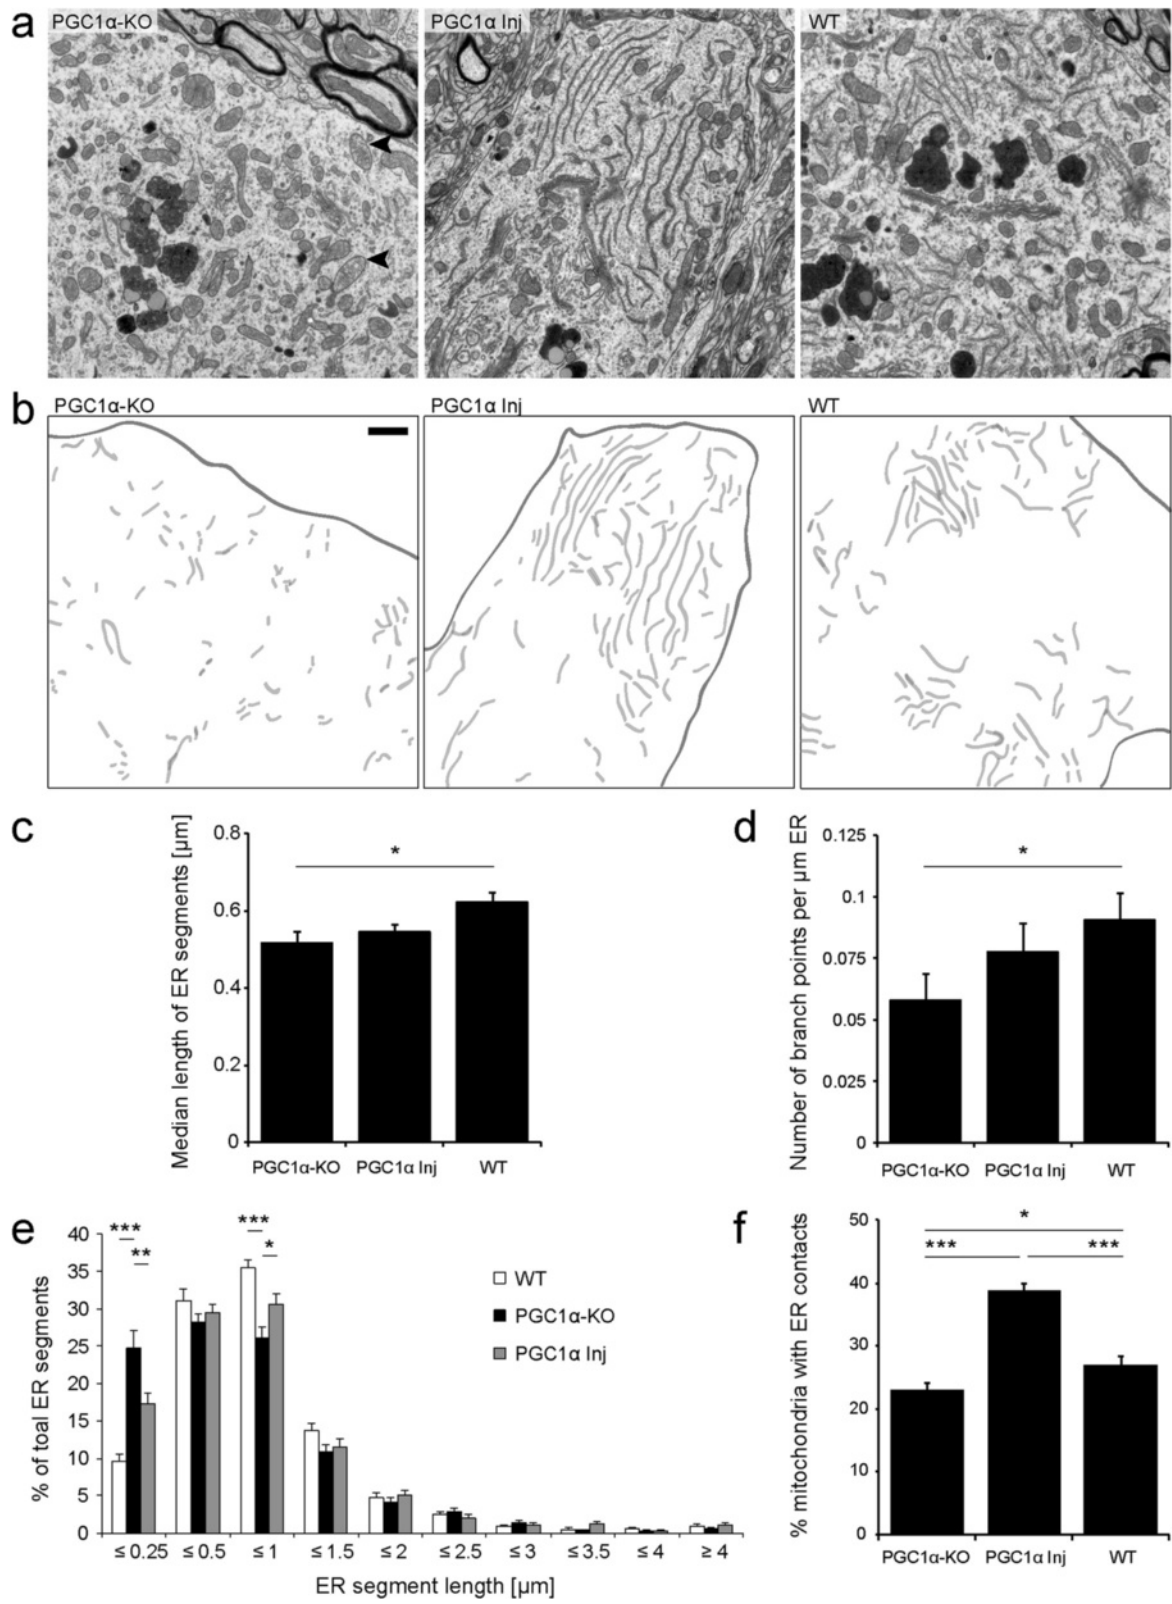 a
PGC1α-KO
PGC1α Inj
WT
b
PGC1α-KO
PGC1α Inj
WT
c
Median length of ER segments [µm]
0.8
0.6
0.4
0.2
0
*
PGC1α-KO
PGC1α Inj
WT
d
Number of branch points per µm ER
0.125
0.1
0.075
0.05
0.025
0
*
PGC1α-KO
PGC1α Inj
WT
e
% of toal ER segments
40
35
30
25
20
15
10
5
0
***
**
***
*
WT
PGC1α-KO
PGC1α Inj
≤ 0.25
≤ 0.5
≤ 1
≤ 1.5
≤ 2
≤ 2.5
≤ 3
≤ 3.5
≤ 4
≥ 4
ER segment length [µm]
f
% mitochondria with ER contacts
50
40
30
20
10
0
*
***
***
PGC1α-KO
PGC1α Inj
WT